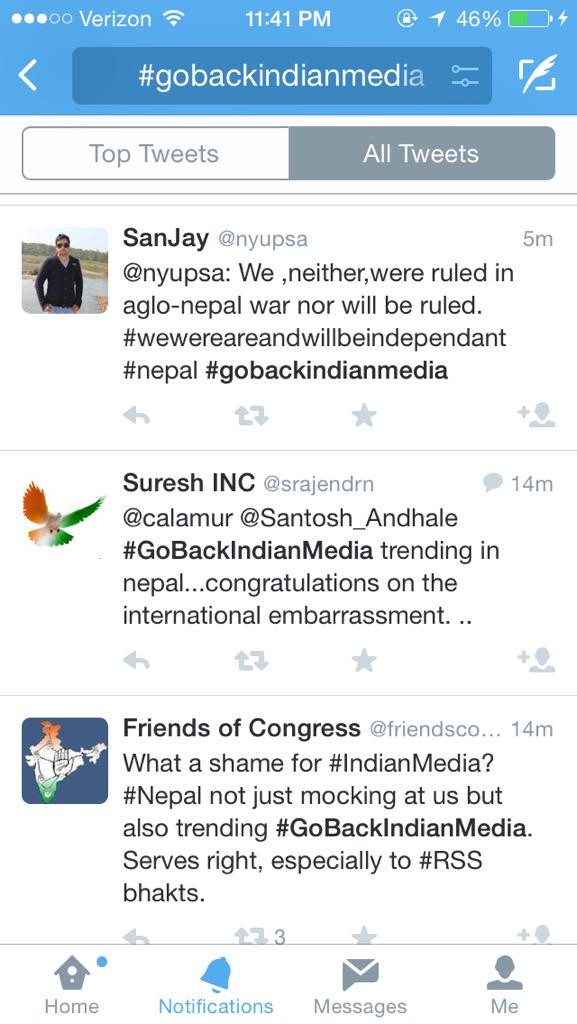 Verizon 11:41 PM 46%
#gobackindianmedia
Top Tweets All Tweets
SanJay @nyupsa 5m
@nyupsa: We ,neither,were ruled in
aglo-nepal war nor will be ruled.
#wewereareandwillbeindependant
#nepal #gobackindianmedia
Suresh INC @srajendrn 14m
@calamur @Santosh_Andhale
#GoBackIndianMedia trending in
nepal...congratulations on the
international embarrassment. ..
Friends of Congress @friendsco... 14m
What a shame for #IndianMedia?
#Nepal not just mocking at us but
also trending #GoBackIndianMedia.
Serves right, especially to #RSS
bhakts.
3
Home Notifications Messages Me